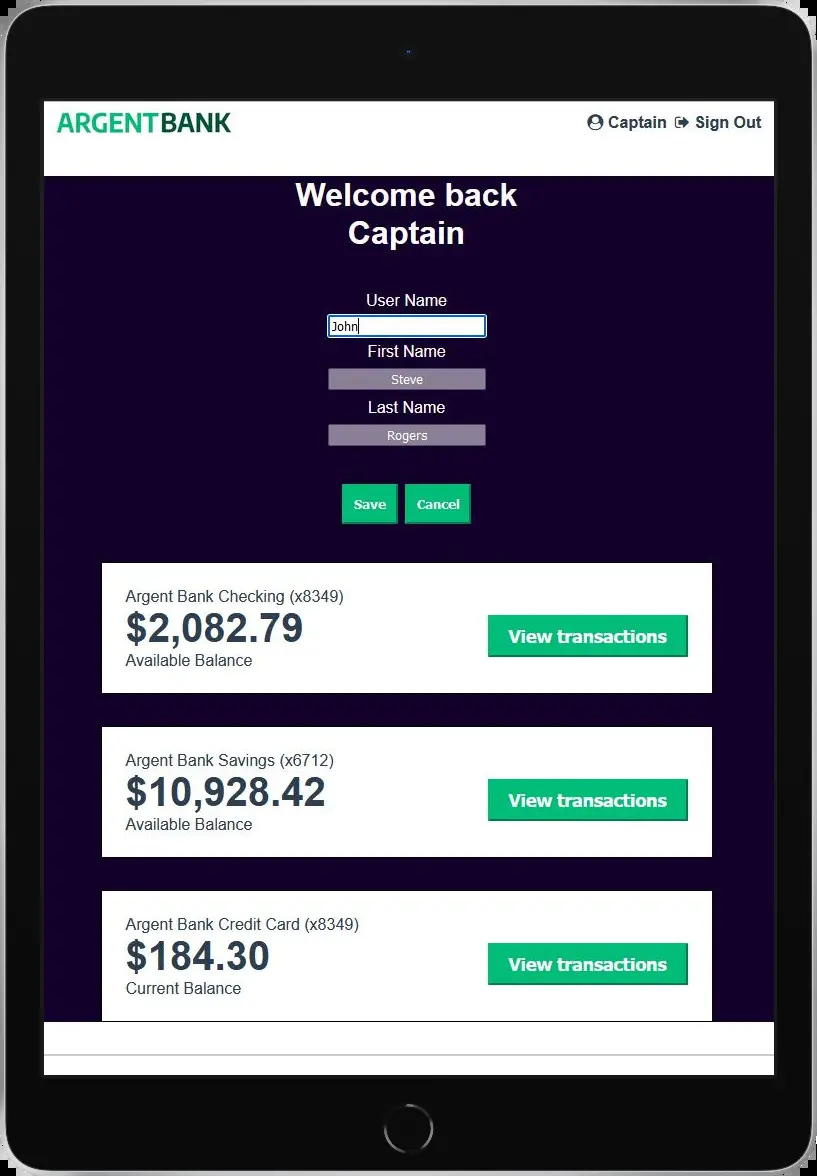 ARGENTBANK
Captain Sign Out
Welcome back
Captain
User Name
John
First Name
Steve
Last Name
Rogers
Save Cancel
Argent Bank Checking (x8349)
$2,082.79
Available Balance
View transactions
Argent Bank Savings (x6712)
$10,928.42
Available Balance
View transactions
Argent Bank Credit Card (x8349)
$184.30
Current Balance
View transactions